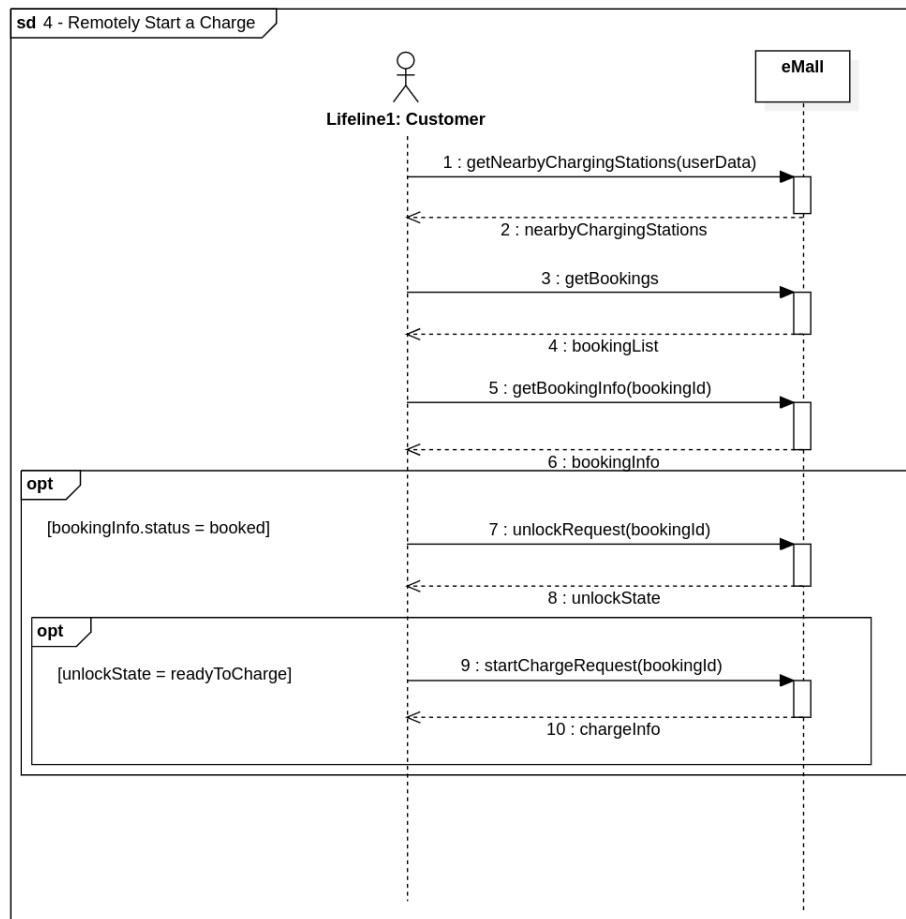 sd 4 - Remotely Start a Charge
eMall
Lifeline1: Customer
1 : getNearbyChargingStations(userData)
2 : nearbyChargingStations
3 : getBookings
4 : bookingList
5 : getBookingInfo(bookingId)
6 : bookingInfo
opt
[bookingInfo.status = booked]
7 : unlockRequest(bookingId)
8 : unlockState
opt
[unlockState = readyToCharge]
9 : startChargeRequest(bookingId)
10 : chargeInfo